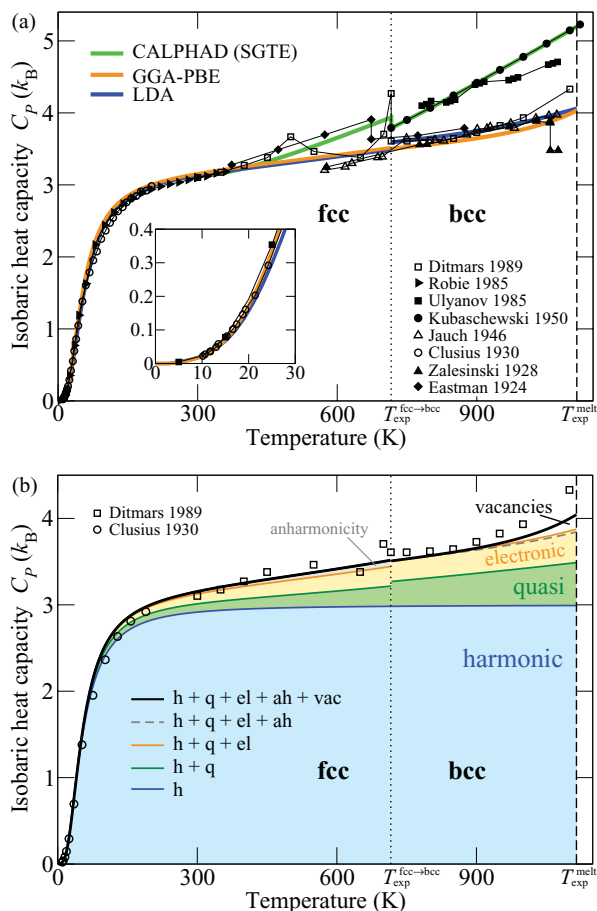 (a)
Isobaric heat capacity C_P (k_B)
5
4
3
2
1
0
CALPHAD (SGTE)
GGA-PBE
LDA
fcc
bcc
0.4
0.3
0.2
0.1
0
0 10 20 30
Ditmars 1989
Robie 1985
Ulyanov 1985
Kubaschewski 1950
Jauch 1946
Clusius 1930
Zalesinski 1928
Eastman 1924
0 300 600 T_exp^fcc→bcc 900 T_exp^melt
Temperature (K)
(b)
Isobaric heat capacity C_P (k_B)
4
3
2
1
0
Ditmars 1989
Clusius 1930
anharmonicity
vacancies
electronic
quasi
harmonic
h + q + el + ah + vac
h + q + el + ah
h + q + el
h + q
h
fcc
bcc
0 300 600 T_exp^fcc→bcc 900 T_exp^melt
Temperature (K)